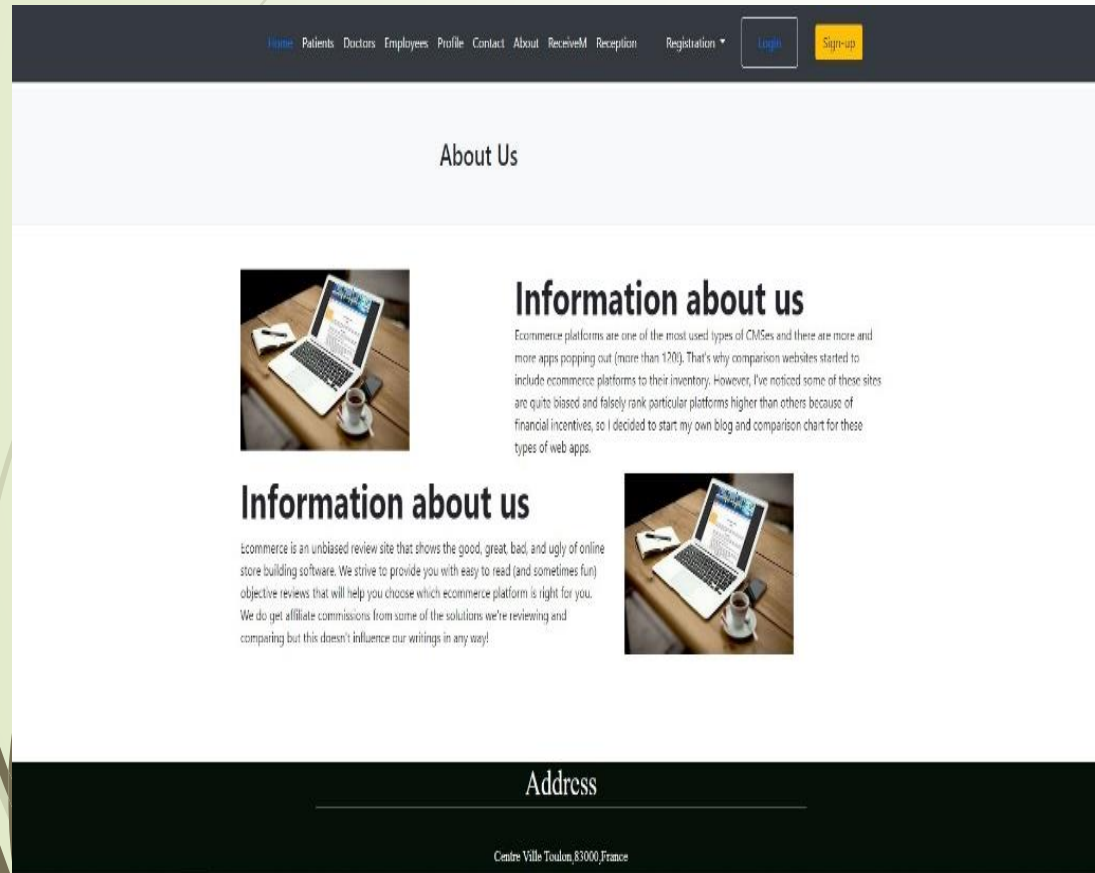 Home Patients Doctors Employees Profile Contact About ReceiveM Reception Registration Login Sign-up
About Us
Information about us
Ecommerce platforms are one of the most used types of CMSes and there are more and
more apps popping out (more than 120!). That's why comparison websites started to
include ecommerce platforms to their inventory. However, I've noticed some of these sites
are quite biased and falsely rank particular platforms higher than others because of
financial incentives, so I decided to start my own blog and comparison chart for these
types of web apps.
Information about us
Ecommerce is an unbiased review site that shows the good, great, bad, and ugly of online
store building software. We strive to provide you with easy to read (and sometimes fun)
objective reviews that will help you choose which ecommerce platform is right for you.
We do get affiliate commissions from some of the solutions we're reviewing and
comparing but this doesn't influence our writings in any way!
Address
Centre Ville Toulon,83000,France